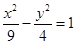 x²/9 − y²/4 = 1